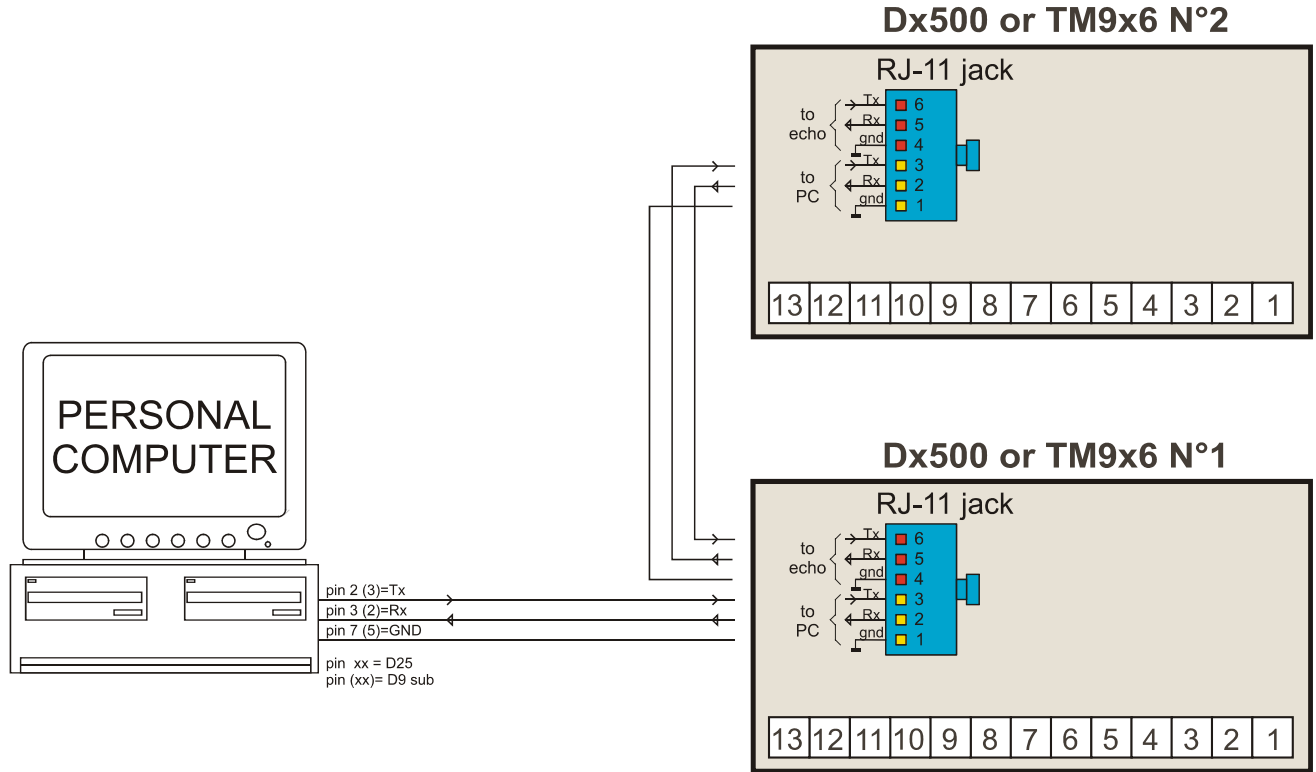 Dx500 or TM9x6 N°2
RJ-11 jack
to
echo
Tx
6
Rx
5
gnd
4
to
PC
Tx
3
Rx
2
gnd
1
13 12 11 10 9 8 7 6 5 4 3 2 1
PERSONAL
COMPUTER
pin 2 (3)=Tx
pin 3 (2)=Rx
pin 7 (5)=GND
pin xx = D25
pin (xx)= D9 sub
Dx500 or TM9x6 N°1
RJ-11 jack
to
echo
Tx
6
Rx
5
gnd
4
to
PC
Tx
3
Rx
2
gnd
1
13 12 11 10 9 8 7 6 5 4 3 2 1